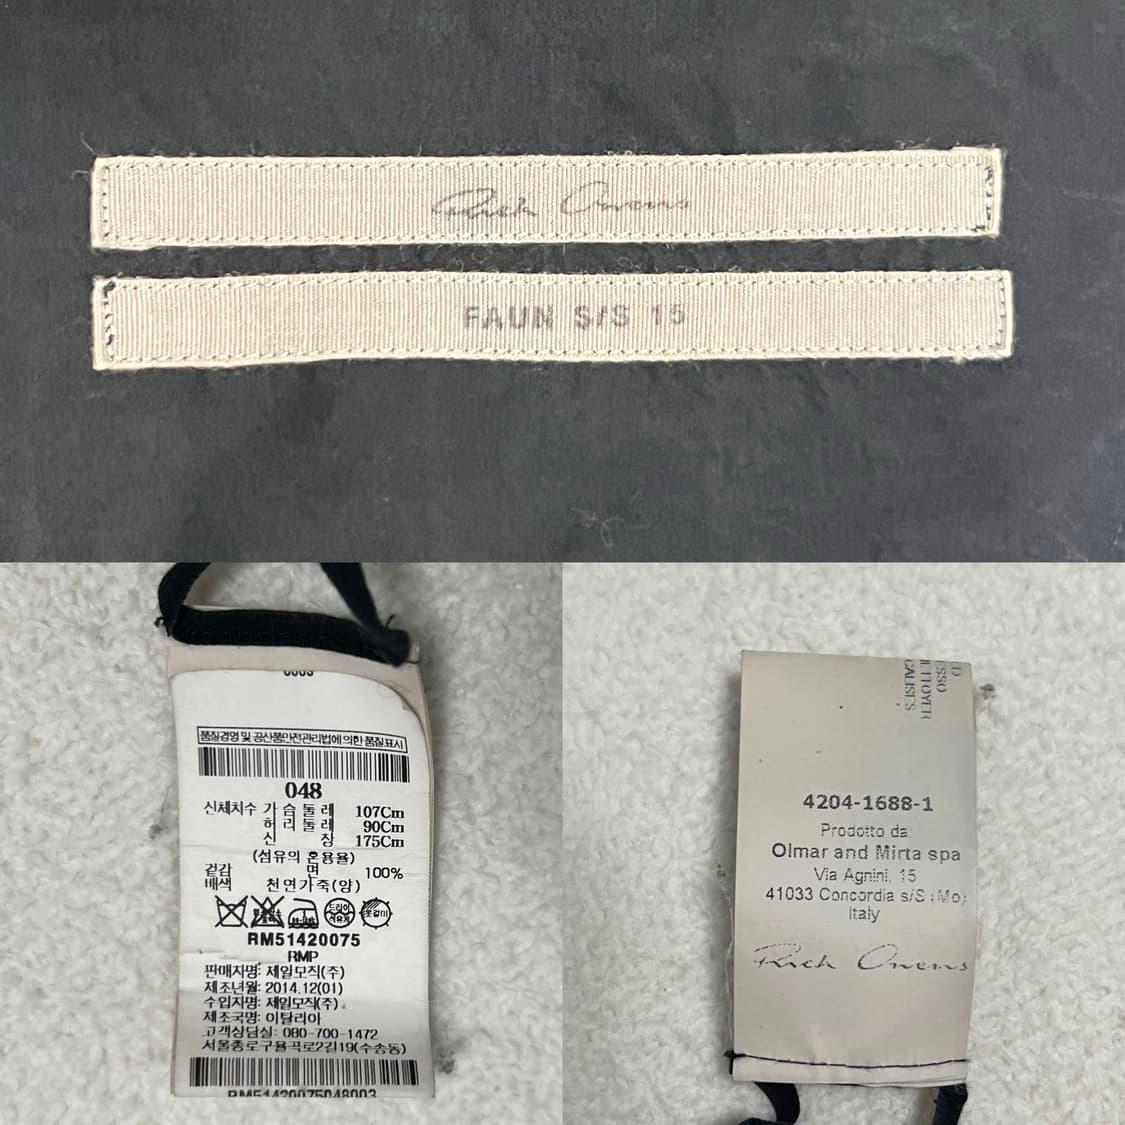 Rick Owens
FAUN S/S 15
품질경영 및 공산품안전관리법에 의한 품질표시
048
신체치수 가슴둘레 107Cm
허리둘레 90Cm
신장 175Cm
(섬유의 혼용율)
겉감 면 100%
배색 천연가죽(양)
RM51420075
RMP
판매자명: 제일모직(주)
제조년월: 2014.12(01)
수입자명: 제일모직(주)
제조국명: 이탈리아
고객상담실: 080-700-1472
서울종로구율곡로2길19(수송동)
RM51420075048003
4204-1688-1
Prodotto da:
Olmar and Mirta spa
Via Agnini, 15
41033 Concordia s/S (Mo)
Italy
Rick Owens